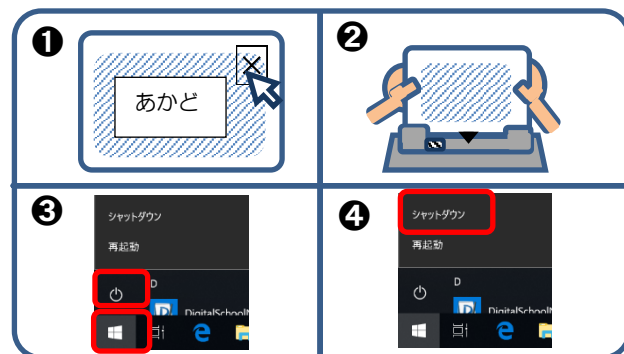 ❶
×
あかど
❷
❸
シャットダウン
再起動
D
DigitalSchoolN
❹
シャットダウン
再起動
D
DigitalSchoolN